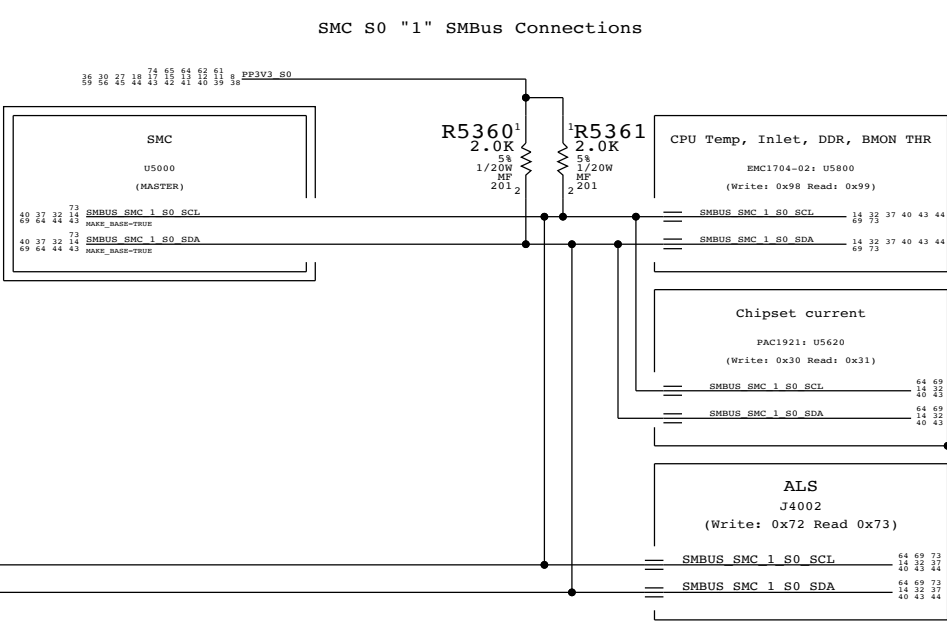 SMC S0 "1" SMBus Connections
74 65 64 62 61
36 30 27 18 17 15 13 12 11 8 PP3V3_S0
59 56 45 44 43 42 41 40 39 38
SMC
U5000
(MASTER)
73
40 37 32 14 SMBUS_SMC_1_S0_SCL
69 64 44 43 MAKE_BASE=TRUE
73
40 37 32 14 SMBUS_SMC_1_S0_SDA
69 64 44 43 MAKE_BASE=TRUE
R5360 1
2.0K
5%
1/20W
MF
201 2
1 R5361
2.0K
5%
1/20W
MF
2 201
CPU Temp, Inlet, DDR, BMON THR
EMC1704-02: U5800
(Write: 0x98 Read: 0x99)
SMBUS_SMC_1_S0_SCL 14 32 37 40 43 44
69 73
SMBUS_SMC_1_S0_SDA 14 32 37 40 43 44
69 73
Chipset current
PAC1921: U5620
(Write: 0x30 Read: 0x31)
64 69
SMBUS_SMC_1_S0_SCL 14 32
40 43
64 69
SMBUS_SMC_1_S0_SDA 14 32
40 43
ALS
J4002
(Write: 0x72 Read 0x73)
64 69 73
SMBUS_SMC_1_S0_SCL 14 32 37
40 43 44
64 69 73
SMBUS_SMC_1_S0_SDA 14 32 37
40 43 44